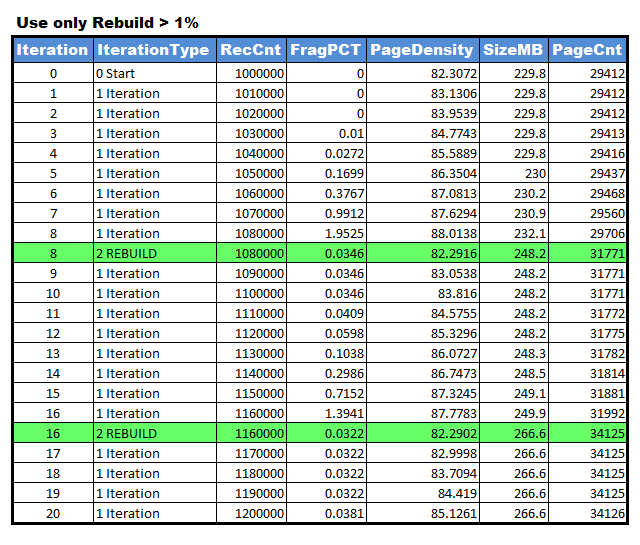 Use only Rebuild > 1%
Iteration IterationType RecCnt FragPCT PageDensity SizeMB PageCnt
0 0 Start 1000000 0 82.3072 229.8 29412
1 1 Iteration 1010000 0 83.1306 229.8 29412
2 1 Iteration 1020000 0 83.9539 229.8 29412
3 1 Iteration 1030000 0.01 84.7743 229.8 29413
4 1 Iteration 1040000 0.0272 85.5889 229.8 29416
5 1 Iteration 1050000 0.1699 86.3504 230 29437
6 1 Iteration 1060000 0.3767 87.0813 230.2 29468
7 1 Iteration 1070000 0.9912 87.6294 230.9 29560
8 1 Iteration 1080000 1.9525 88.0138 232.1 29706
8 2 REBUILD 1080000 0.0346 82.2916 248.2 31771
9 1 Iteration 1090000 0.0346 83.0538 248.2 31771
10 1 Iteration 1100000 0.0346 83.816 248.2 31771
11 1 Iteration 1110000 0.0409 84.5755 248.2 31772
12 1 Iteration 1120000 0.0598 85.3296 248.2 31775
13 1 Iteration 1130000 0.1038 86.0727 248.3 31782
14 1 Iteration 1140000 0.2986 86.7473 248.5 31814
15 1 Iteration 1150000 0.7152 87.3245 249.1 31881
16 1 Iteration 1160000 1.3941 87.7783 249.9 31992
16 2 REBUILD 1160000 0.0322 82.2902 266.6 34125
17 1 Iteration 1170000 0.0322 82.9998 266.6 34125
18 1 Iteration 1180000 0.0322 83.7094 266.6 34125
19 1 Iteration 1190000 0.0322 84.419 266.6 34125
20 1 Iteration 1200000 0.0381 85.1261 266.6 34126